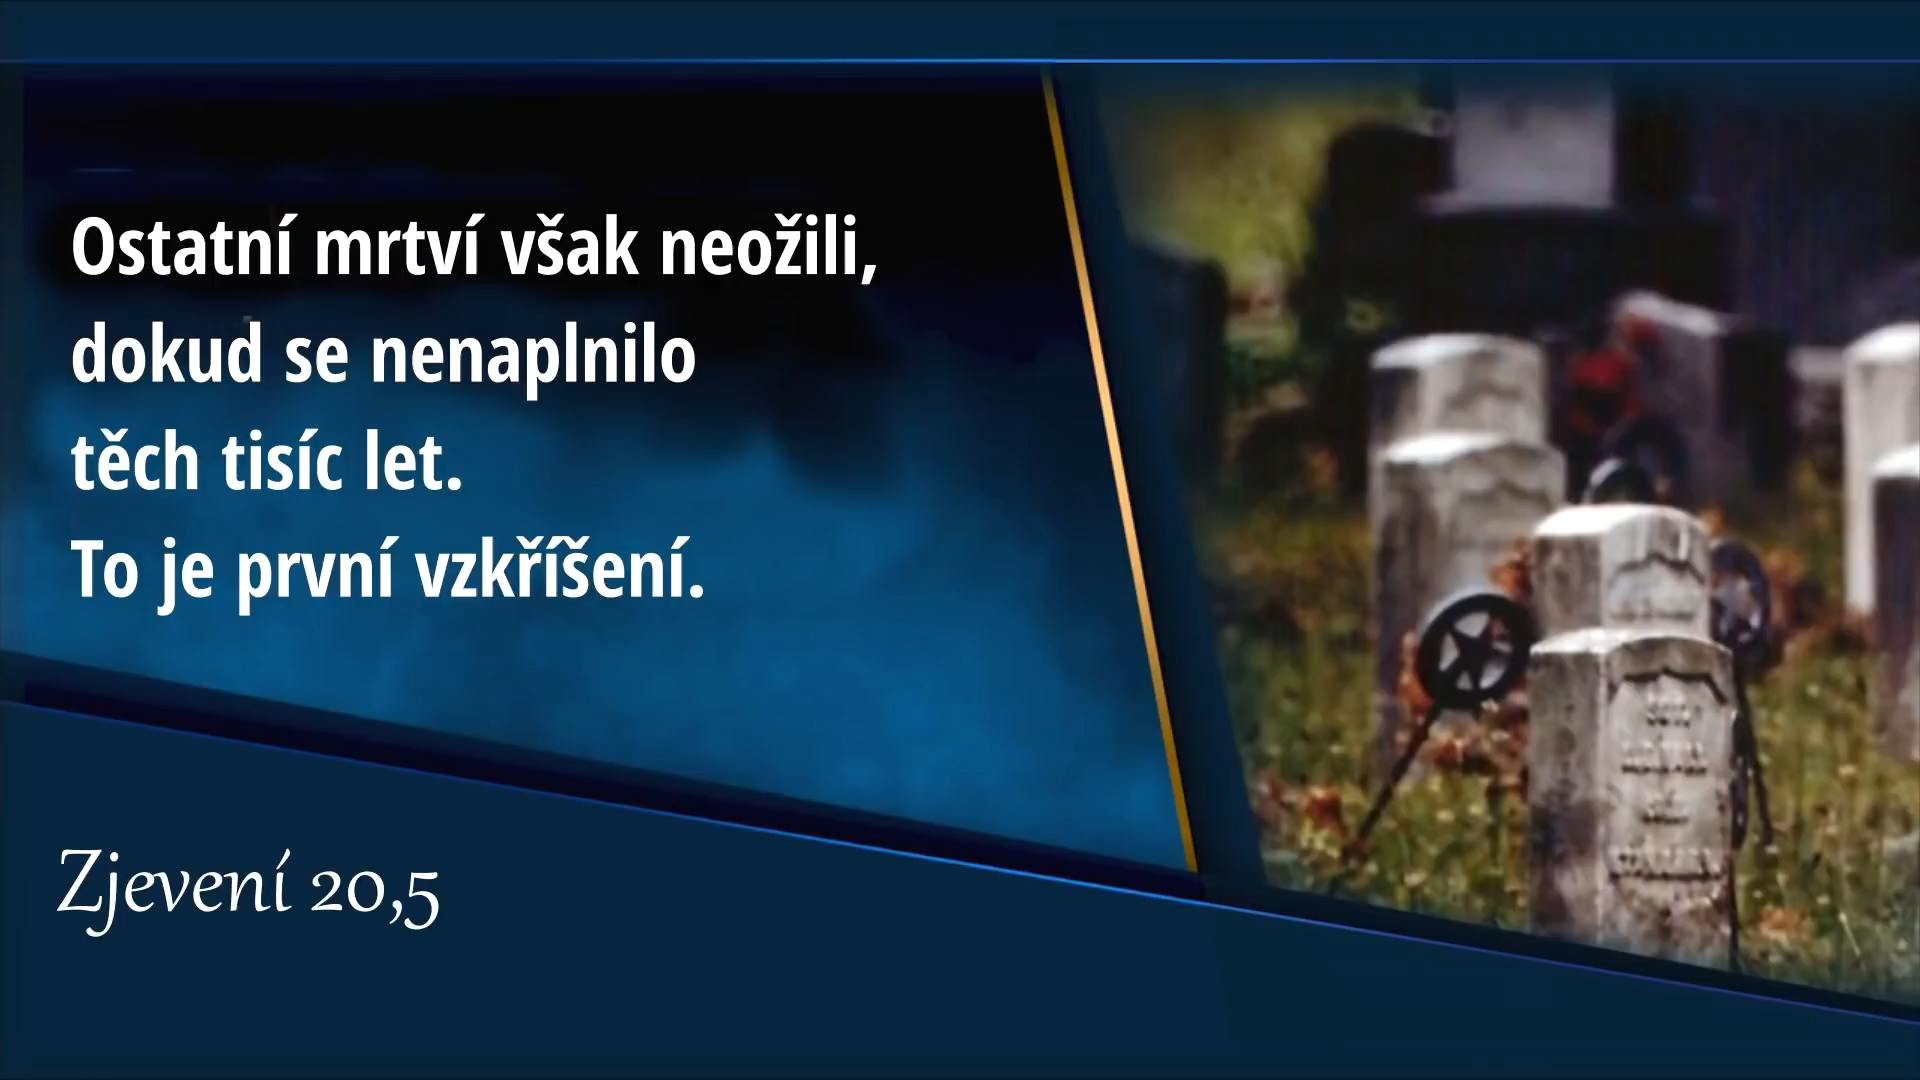 Ostatní mrtví však neožili,
dokud se nenaplnilo
těch tisíc let.
To je první vzkříšení.
Zjevení 20,5